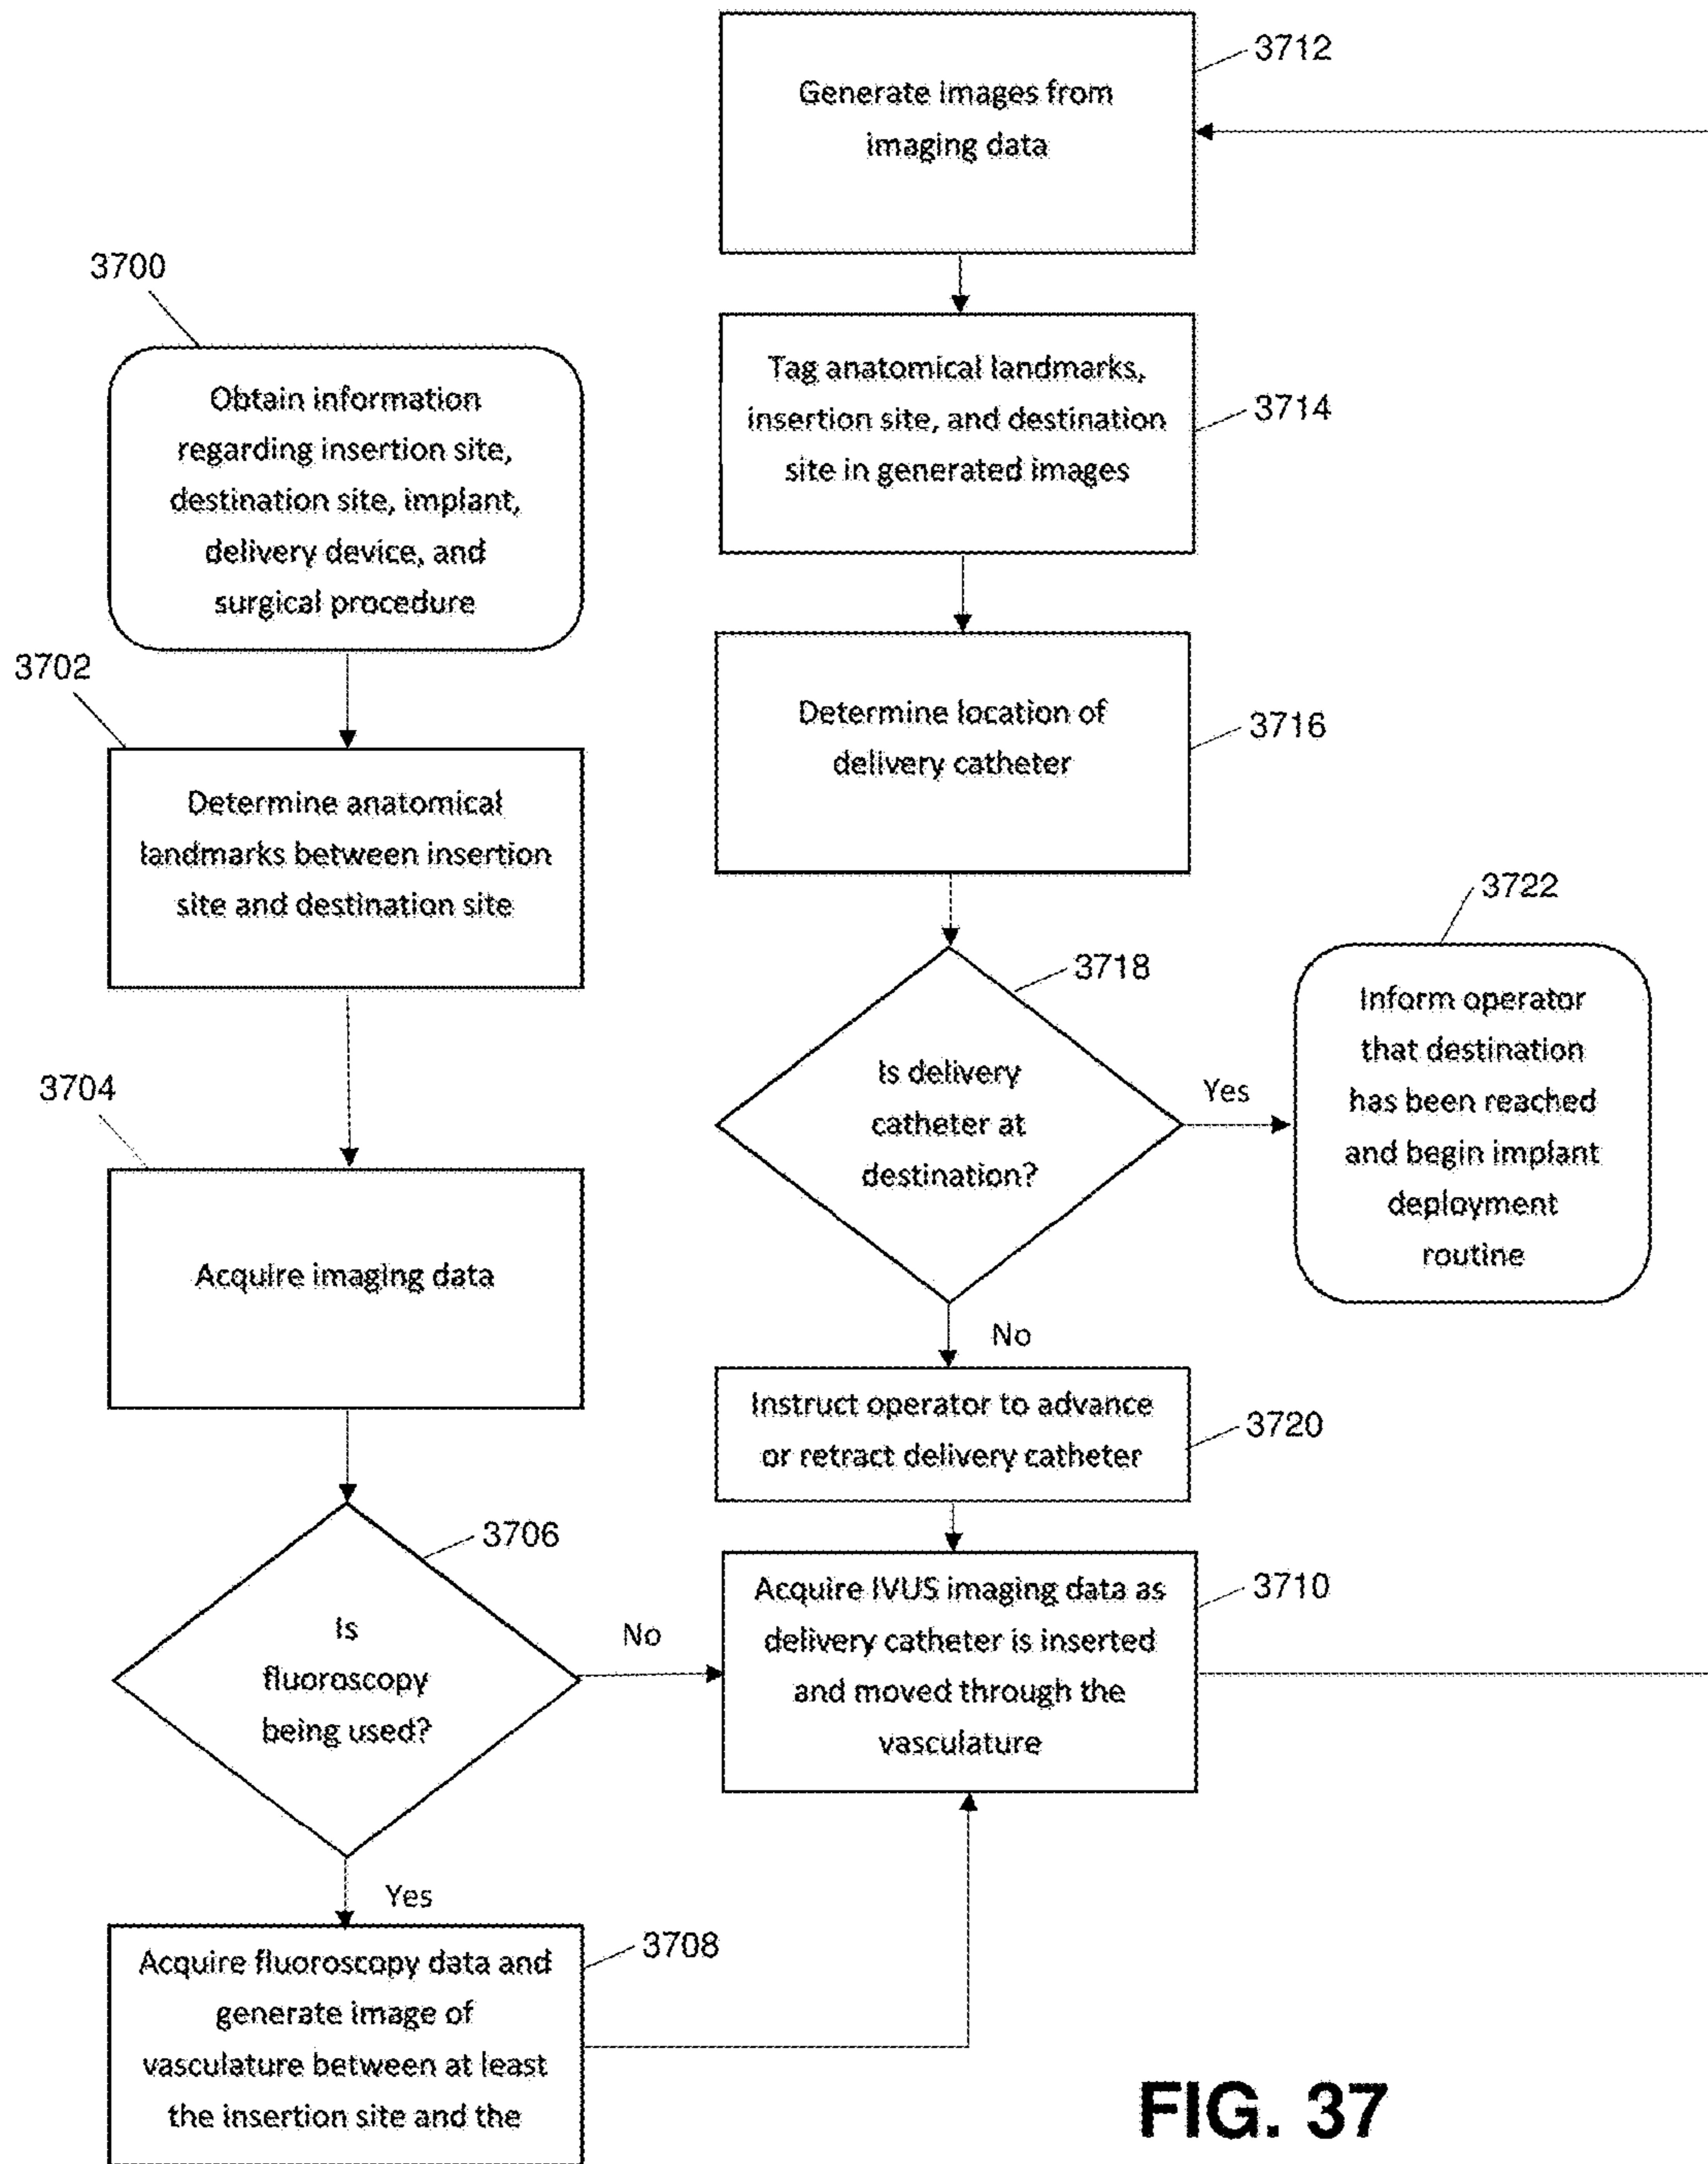 3700
Obtain information
regarding insertion site,
destination site, implant,
delivery device, and
surgical procedure
3702
Determine anatomical
landmarks between insertion
site and destination site
3704
Acquire imaging data
3706
Is
fluoroscopy
being used?
No
Yes
3708
Acquire fluoroscopy data and
generate image of
vasculature between at least
the insertion site and the
3712
Generate images from
imaging data
3714
Tag anatomical landmarks,
insertion site, and destination
site in generated images
3716
Determine location of
delivery catheter
3718
Is delivery
catheter at
destination?
Yes
No
3722
Inform operator
that destination
has been reached
and begin implant
deployment
routine
3720
Instruct operator to advance
or retract delivery catheter
3710
Acquire IVUS imaging data as
delivery catheter is inserted
and moved through the
vasculature
FIG. 37